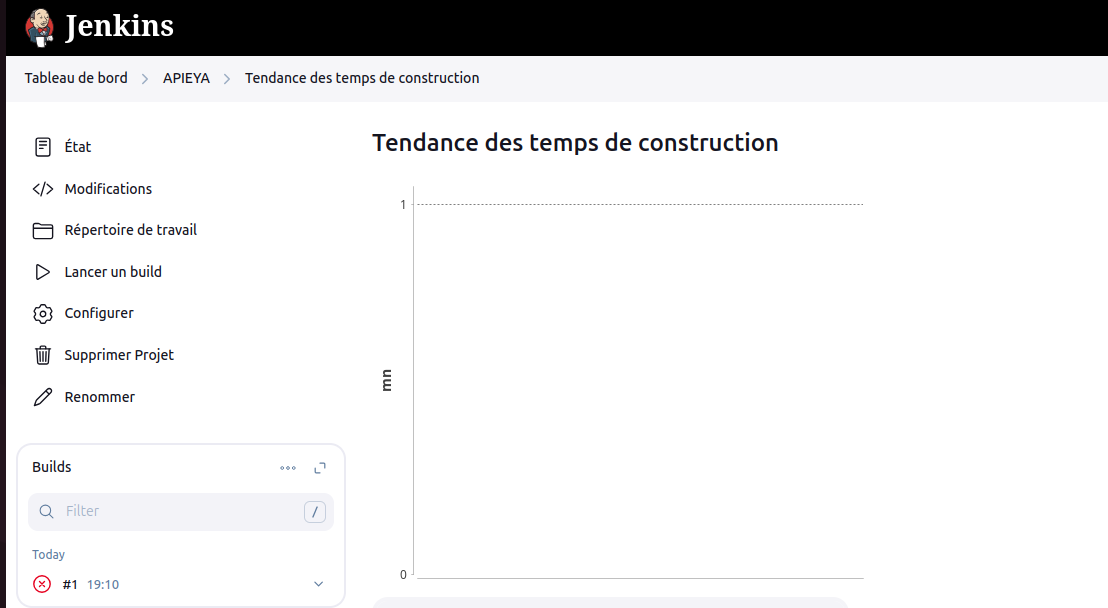 Jenkins
Tableau de bord > APIEYA > Tendance des temps de construction
État
Modifications
Répertoire de travail
Lancer un build
Configurer
Supprimer Projet
Renommer
Builds
Filter /
Today
#1 19:10
Tendance des temps de construction
1
mn
0